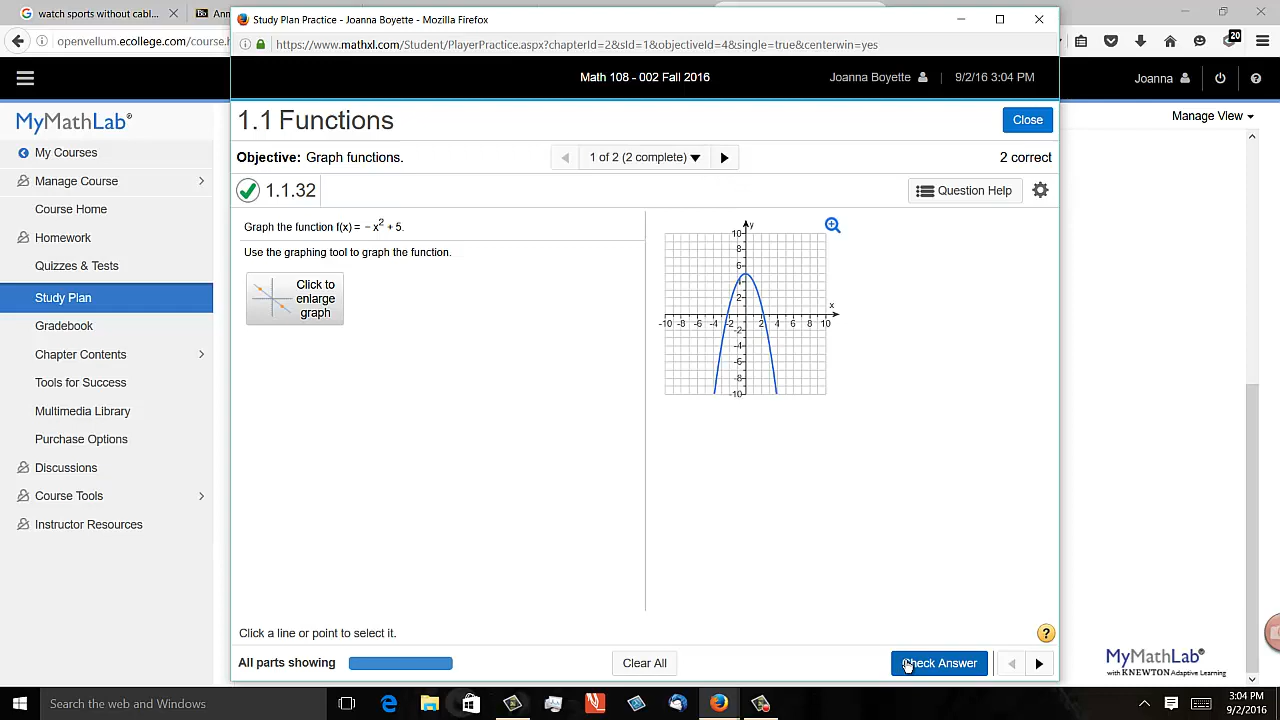 watch sports without cabl...
Ann
Study Plan Practice - Joanna Boyette - Mozilla Firefox
openvellum.ecollege.com/course.h
https://www.mathxl.com/Student/PlayerPractice.aspx?chapterId=2&sId=1&objectiveId=4&single=true&centerwin=yes
20
Math 108 - 002 Fall 2016
Joanna Boyette
9/2/16 3:04 PM
Joanna
MyMathLab®
My Courses
Manage Course
Course Home
Homework
Quizzes & Tests
Study Plan
Gradebook
Chapter Contents
Tools for Success
Multimedia Library
Purchase Options
Discussions
Course Tools
Instructor Resources
Manage View
1.1 Functions
Close
Objective: Graph functions.
1 of 2 (2 complete)
2 correct
1.1.32
Question Help
Graph the function f(x) = − x² + 5.
Use the graphing tool to graph the function.
Click to
enlarge
graph
y
10
8
6
4
2
x
-10 -8 -6 -4 -2 2 4 6 8 10
-2
-4
-6
-8
-10
Click a line or point to select it.
?
All parts showing
Clear All
Check Answer
MyMathLab®
with KNEWTON Adaptive Learning
Search the web and Windows
3:04 PM
9/2/2016